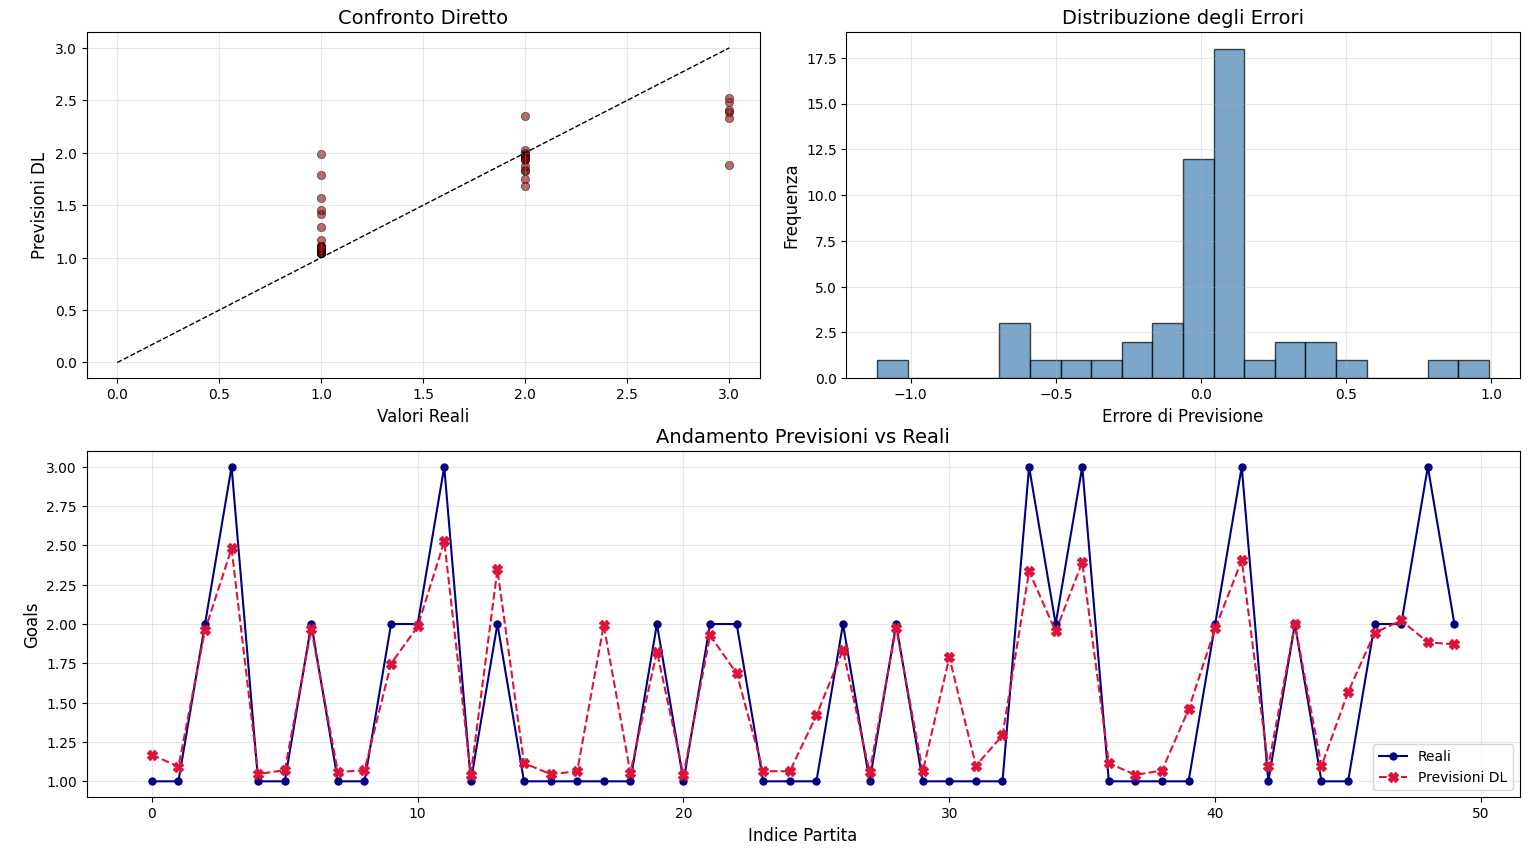 Confronto Diretto
Previsioni DL
3.0
2.5
2.0
1.5
1.0
0.5
0.0
0.0 0.5 1.0 1.5 2.0 2.5 3.0
Valori Reali
Distribuzione degli Errori
Frequenza
17.5
15.0
12.5
10.0
7.5
5.0
2.5
0.0
−1.0 −0.5 0.0 0.5 1.0
Errore di Previsione
Andamento Previsioni vs Reali
Goals
3.00
2.75
2.50
2.25
2.00
1.75
1.50
1.25
1.00
0 10 20 30 40 50
Indice Partita
Reali
Previsioni DL